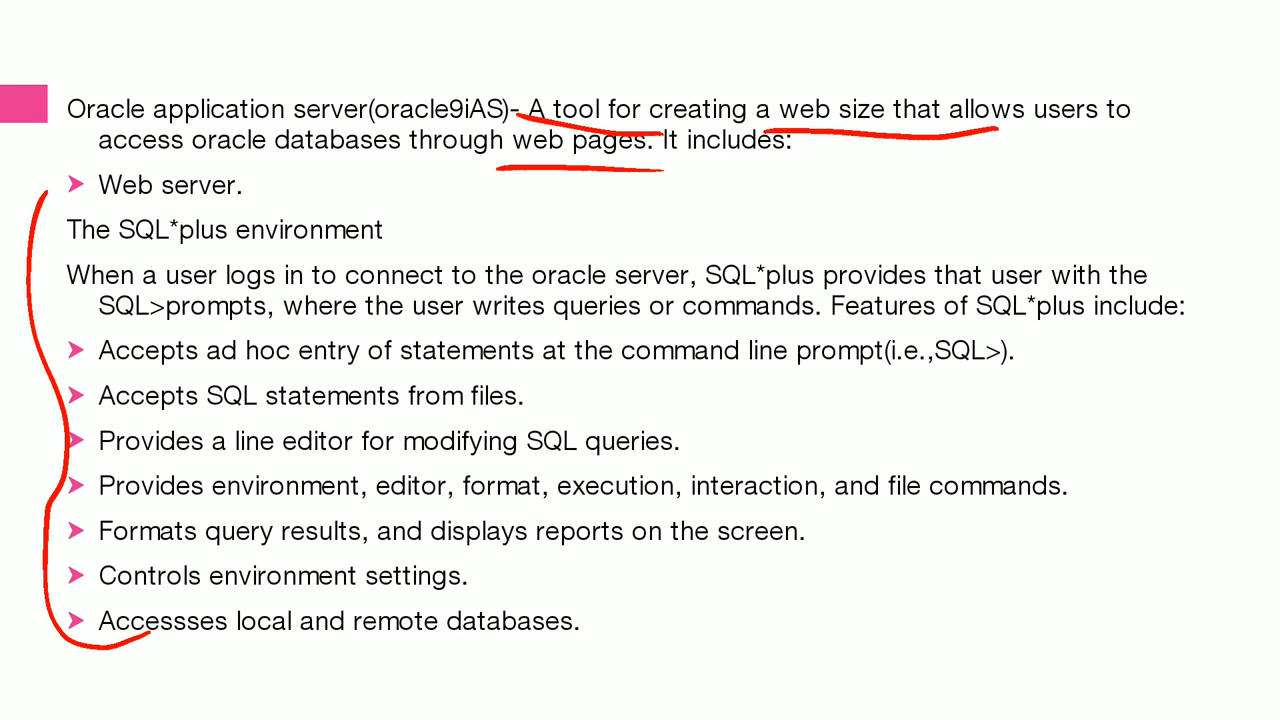 Oracle application server(oracle9iAS)- A tool for creating a web size that allows users to
access oracle databases through web pages. It includes:
Web server.
The SQL*plus environment
When a user logs in to connect to the oracle server, SQL*plus provides that user with the
SQL>prompts, where the user writes queries or commands. Features of SQL*plus include:
Accepts ad hoc entry of statements at the command line prompt(i.e.,SQL>).
Accepts SQL statements from files.
Provides a line editor for modifying SQL queries.
Provides environment, editor, format, execution, interaction, and file commands.
Formats query results, and displays reports on the screen.
Controls environment settings.
Accessses local and remote databases.